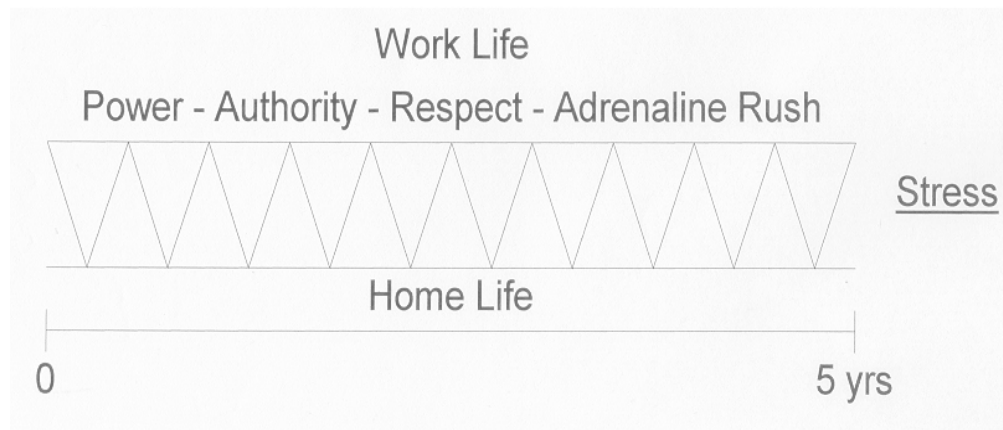 Work Life
Power - Authority - Respect - Adrenaline Rush
Stress
Home Life
0
5 yrs